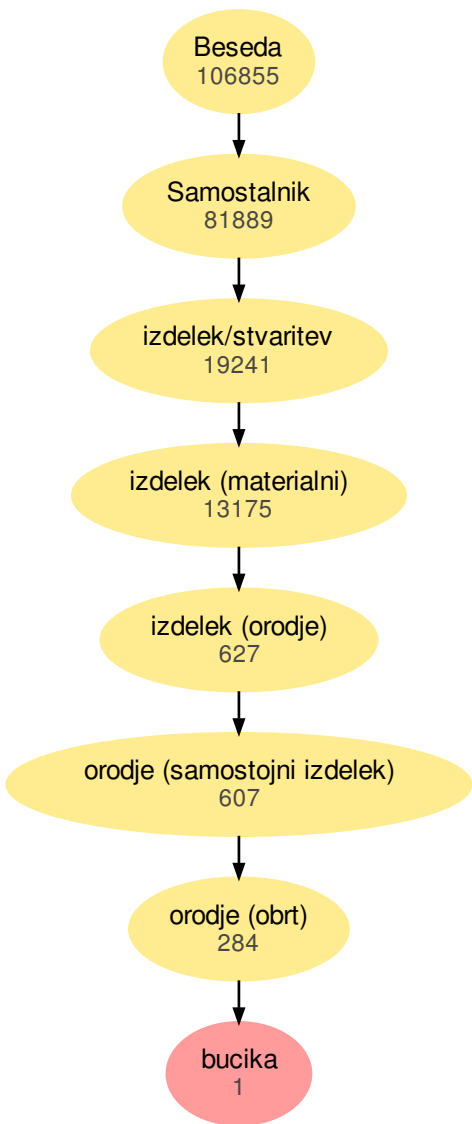 Beseda
106855
Samostalnik
81889
izdelek/stvaritev
19241
izdelek (materialni)
13175
izdelek (orodje)
627
orodje (samostojni izdelek)
607
orodje (obrt)
284
bucika
1